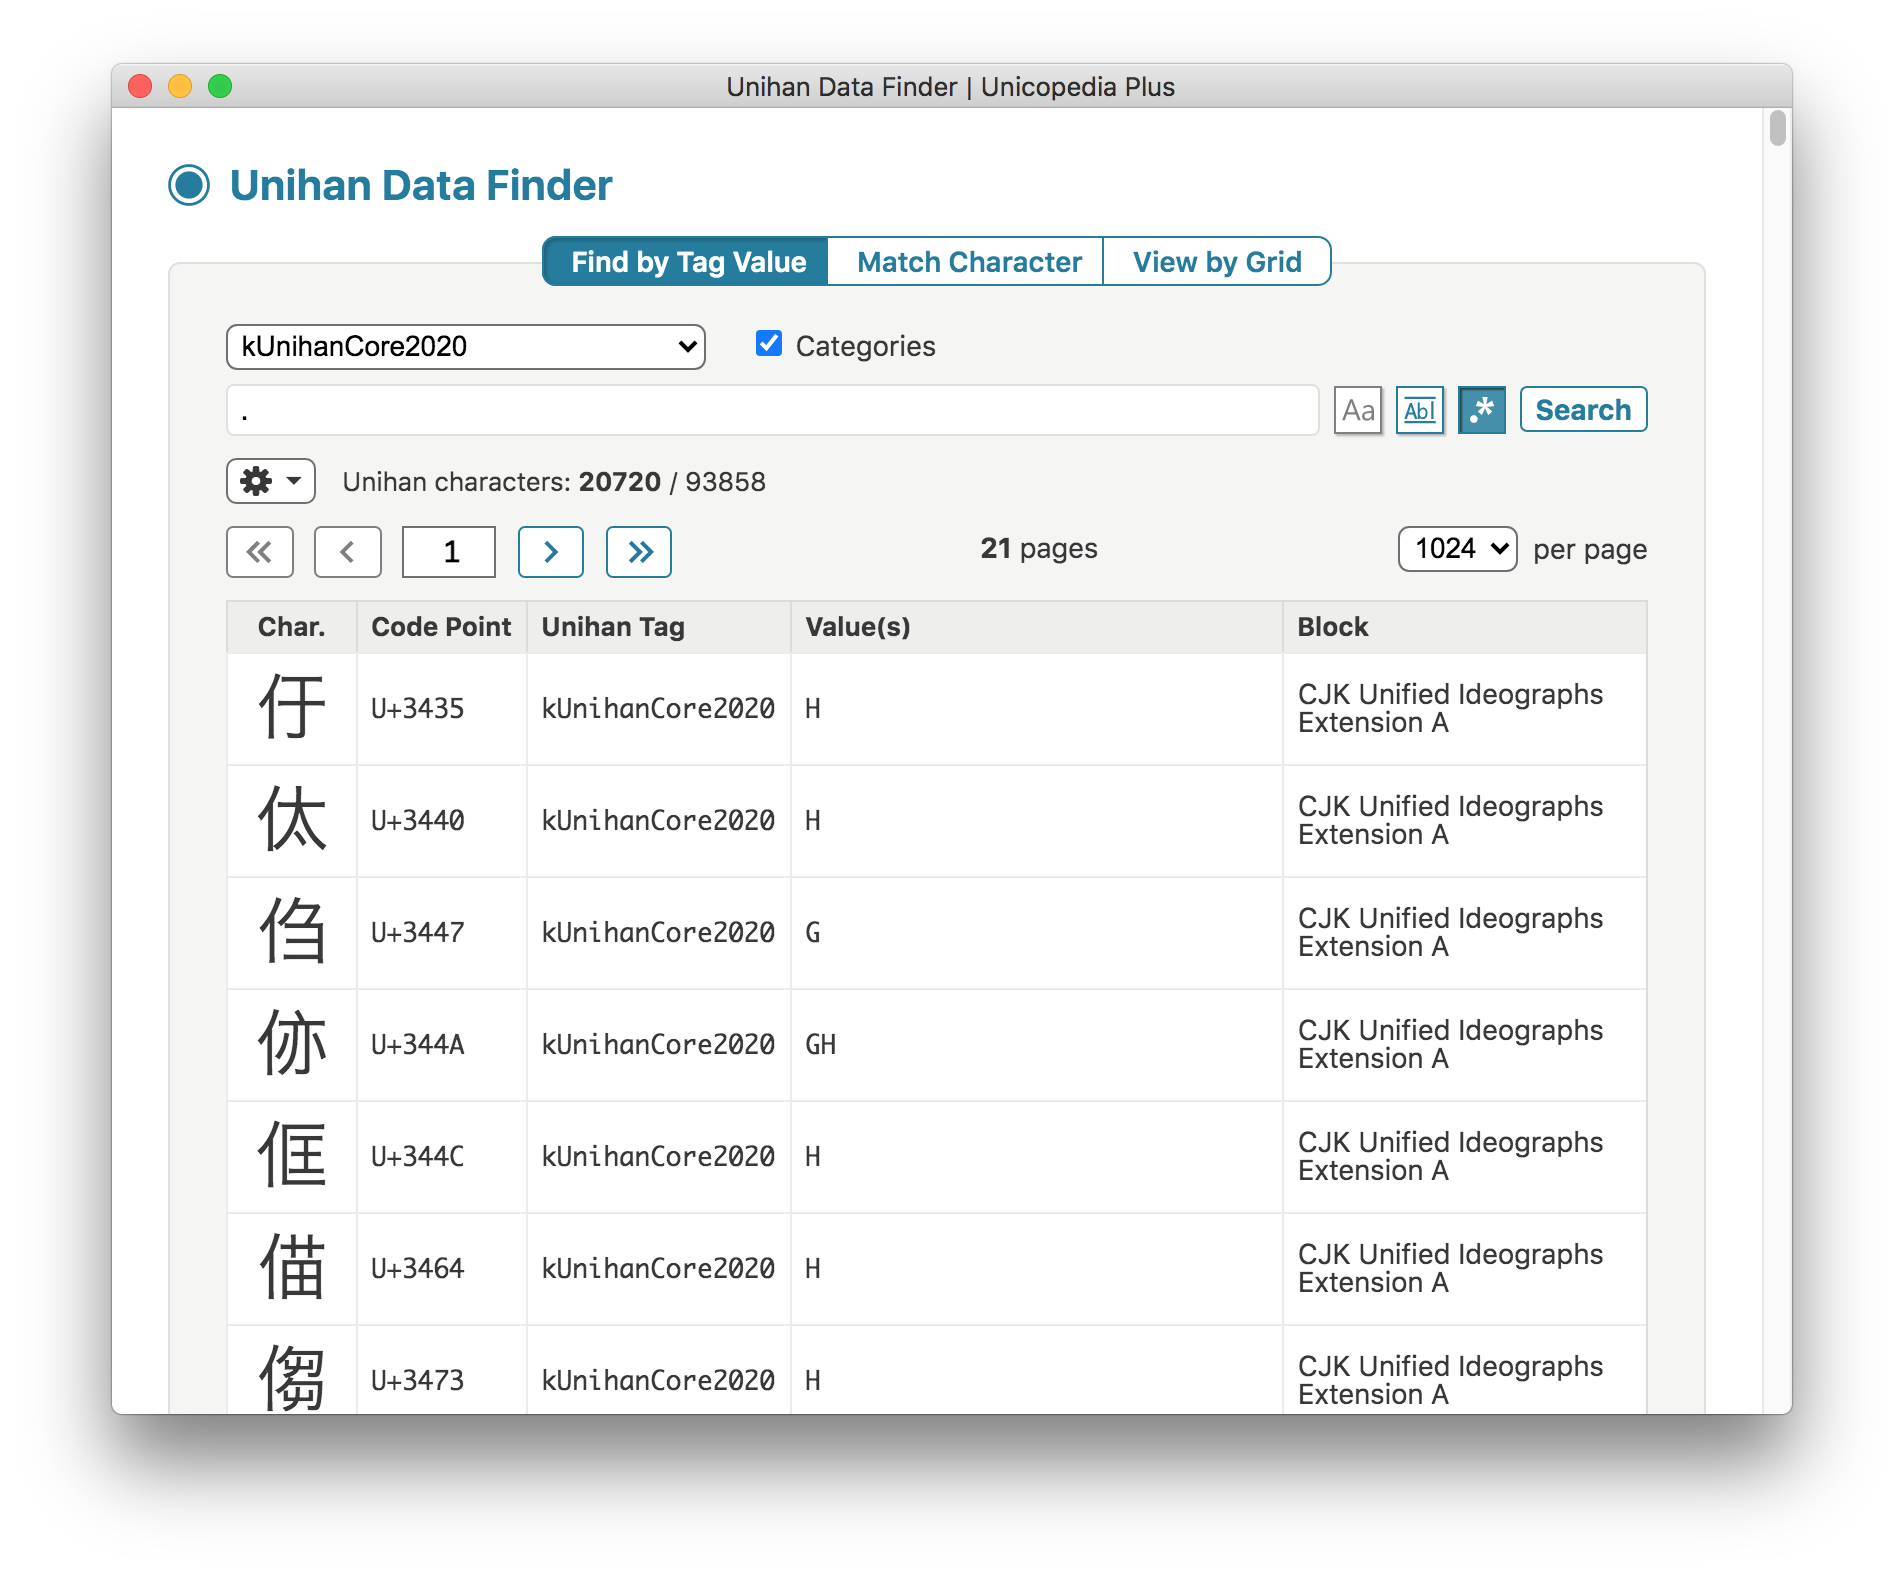 Unihan Data Finder | Unicopedia Plus
Unihan Data Finder
Find by Tag Value Match Character View by Grid
kUnihanCore2020 Categories
. Aa Ab| .* Search
Unihan characters: 20720 / 93858
1 21 pages 1024 per page
Char. Code Point Unihan Tag Value(s) Block
㐵 U+3435 kUnihanCore2020 H CJK Unified Ideographs
Extension A
㑀 U+3440 kUnihanCore2020 H CJK Unified Ideographs
Extension A
㑇 U+3447 kUnihanCore2020 G CJK Unified Ideographs
Extension A
㑊 U+344A kUnihanCore2020 GH CJK Unified Ideographs
Extension A
㑌 U+344C kUnihanCore2020 H CJK Unified Ideographs
Extension A
㑤 U+3464 kUnihanCore2020 H CJK Unified Ideographs
Extension A
㑳 U+3473 kUnihanCore2020 H CJK Unified Ideographs
Extension A